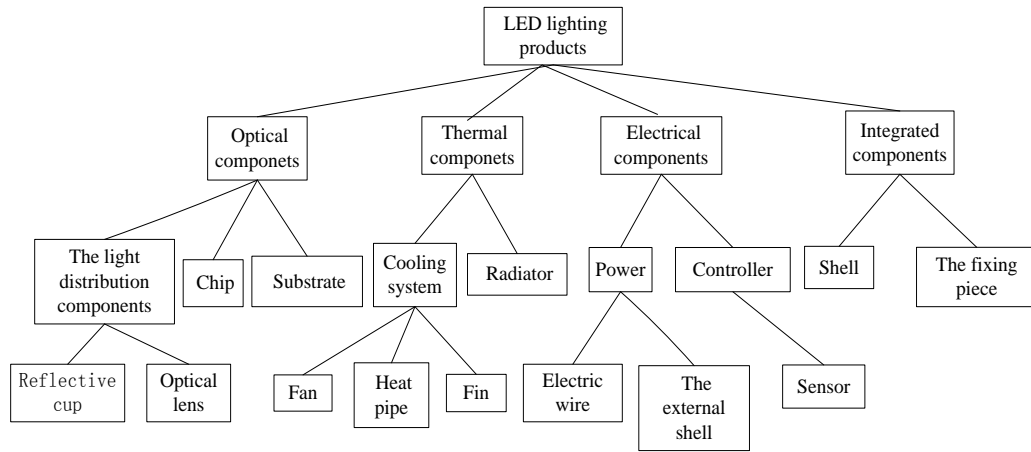 LED lighting
products
Optical
componets
Thermal
componets
Electrical
components
Integrated
components
The light
distribution
components
Chip
Substrate
Cooling
system
Radiator
Power
Controller
Shell
The fixing
piece
Reflective
cup
Optical
lens
Fan
Heat
pipe
Fin
Electric
wire
The
external
shell
Sensor